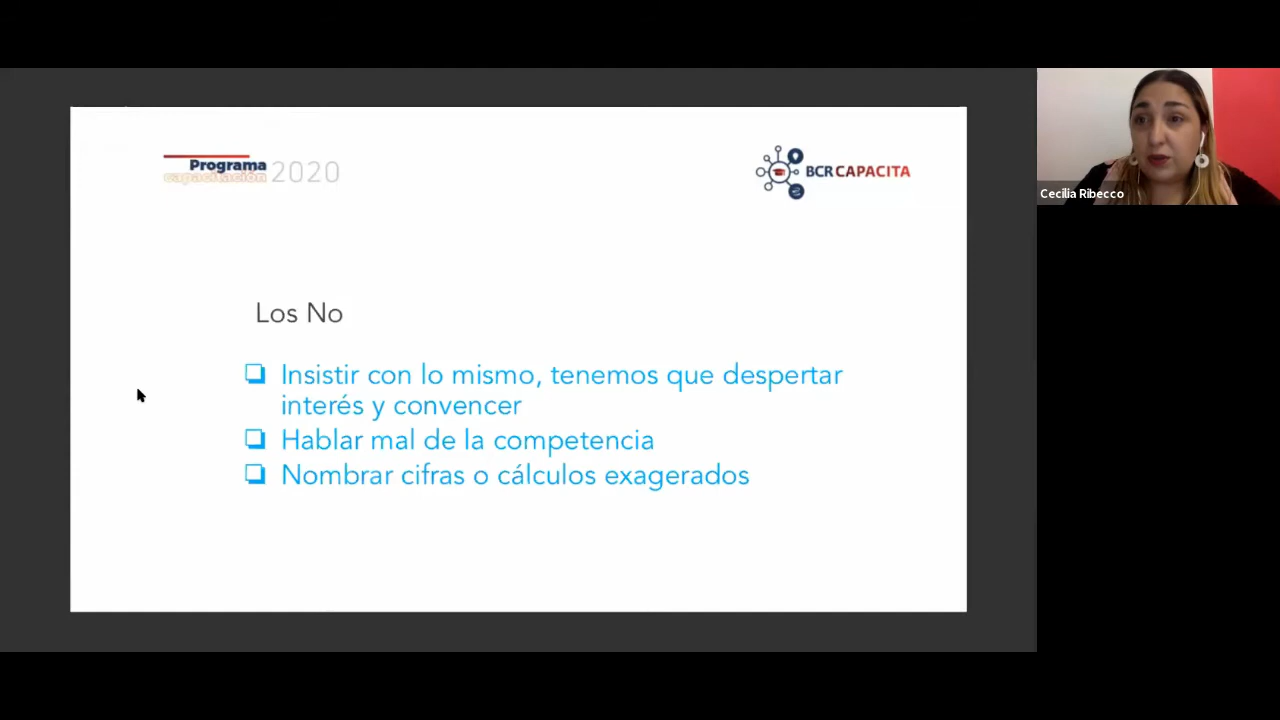 Programa
capacitación 2020
BCR CAPACITA
Cecilia Ribecco
Los No
❏ Insistir con lo mismo, tenemos que despertar
interés y convencer
❏ Hablar mal de la competencia
❏ Nombrar cifras o cálculos exagerados